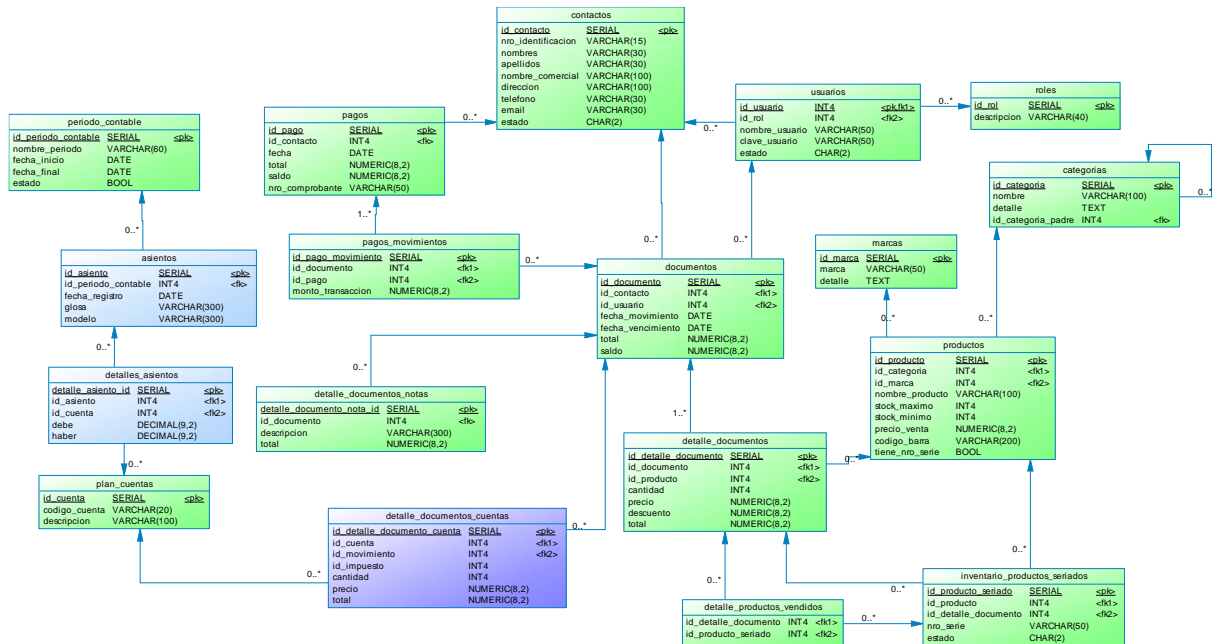 contactos
id_contacto SERIAL <pk>
nro_identificacion VARCHAR(15)
nombres VARCHAR(30)
apellidos VARCHAR(30)
nombre_comercial VARCHAR(100)
direccion VARCHAR(100)
telefono VARCHAR(30)
email VARCHAR(30)
estado CHAR(2)
usuarios
id_usuario INT4 <pk,fk1>
id_rol INT4 <fk2>
nombre_usuario VARCHAR(50)
clave_usuario VARCHAR(50)
estado CHAR(2)
0..*
0..*
roles
id_rol SERIAL <pk>
descripcion VARCHAR(40)
periodo_contable
id_periodo_contable SERIAL <pk>
nombre_periodo VARCHAR(60)
fecha_inicio DATE
fecha_final DATE
estado BOOL
0..*
pagos
id_pago SERIAL <pk>
id_contacto INT4 <fk>
fecha DATE
total NUMERIC(8,2)
saldo NUMERIC(8,2)
nro_comprobante VARCHAR(50)
0..*
1..*
categorias
id_categoria SERIAL <pk>
nombre VARCHAR(100)
detalle TEXT
id_categoria_padre INT4 <fk>
0..*
0..*
asientos
id_asiento SERIAL <pk>
id_periodo_contable INT4 <fk>
fecha_registro DATE
glosa VARCHAR(300)
modelo VARCHAR(300)
0..*
pagos_movimientos
id_pago_movimiento SERIAL <pk>
id_documento INT4 <fk1>
id_pago INT4 <fk2>
monto_transaccion NUMERIC(8,2)
0..*
0..*
0..*
documentos
id_documento SERIAL <pk>
id_contacto INT4 <fk1>
id_usuario INT4 <fk2>
fecha_movimiento DATE
fecha_vencimiento DATE
total NUMERIC(8,2)
saldo NUMERIC(8,2)
marcas
id_marca SERIAL <pk>
marca VARCHAR(50)
detalle TEXT
0..*
productos
id_producto SERIAL <pk>
id_categoria INT4 <fk1>
id_marca INT4 <fk2>
nombre_producto VARCHAR(100)
stock_maximo INT4
stock_minimo INT4
precio_venta NUMERIC(8,2)
codigo_barra VARCHAR(200)
tiene_nro_serie BOOL
detalles_asientos
detalle_asiento_id SERIAL <pk>
id_asiento INT4 <fk1>
id_cuenta INT4 <fk2>
debe DECIMAL(9,2)
haber DECIMAL(9,2)
0..*
0..*
detalle_documentos_notas
detalle_documento_nota_id SERIAL <pk>
id_documento INT4 <fk>
descripcion VARCHAR(300)
total NUMERIC(8,2)
1..*
detalle_documentos
id_detalle_documento SERIAL <pk>
id_documento INT4 <fk1>
id_producto INT4 <fk2>
cantidad INT4
precio NUMERIC(8,2)
descuento NUMERIC(8,2)
total NUMERIC(8,2)
0..*
plan_cuentas
id_cuenta SERIAL <pk>
codigo_cuenta VARCHAR(20)
descripcion VARCHAR(100)
0..*
detalle_documentos_cuentas
id_detalle_documento_cuenta SERIAL <pk>
id_cuenta INT4 <fk1>
id_movimiento INT4 <fk2>
id_impuesto INT4
cantidad INT4
precio NUMERIC(8,2)
total NUMERIC(8,2)
0..*
0..*
0..*
0..*
inventario_productos_seriados
id_producto_seriado SERIAL <pk>
id_producto INT4 <fk1>
id_detalle_documento INT4 <fk2>
nro_serie VARCHAR(50)
estado CHAR(2)
detalle_productos_vendidos
id_detalle_documento INT4 <fk1>
id_producto_seriado INT4 <fk2>
0..*